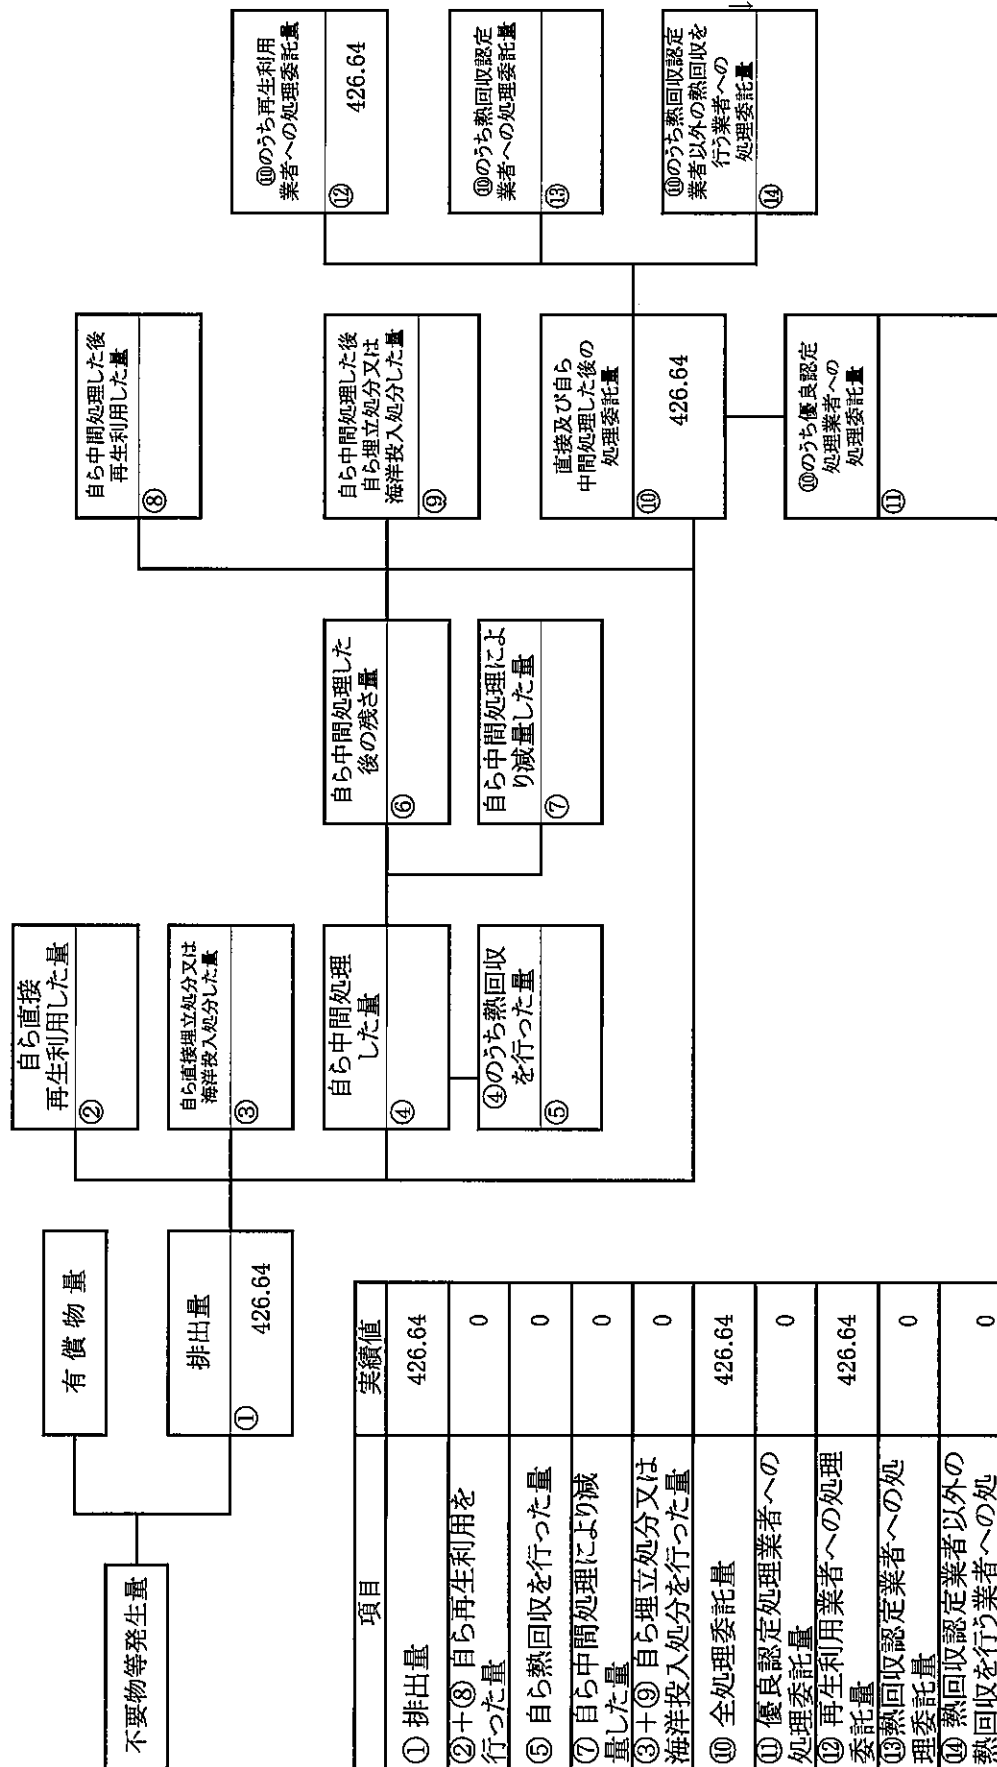 不要物等発生量
有償物量
排出量
①
426.64
自ら直接
再生利用した量
②
自ら直接埋立処分又は
海洋投入処分した量
③
自ら中間処理
した量
④
④のうち熱回収
を行った量
⑤
自ら中間処理した
後の残さ量
⑥
自ら中間処理によ
り減量した量
⑦
自ら中間処理した後
再生利用した量
⑧
自ら中間処理した後
自ら埋立処分又は
海洋投入処分した量
⑨
直接及び自ら
中間処理した後の
処理委託量
⑩
426.64
⑩のうち優良認定
処理業者への
処理委託量
⑪
⑩のうち再生利用
業者への処理委託量
⑫
426.64
⑩のうち熱回収認定
業者への処理委託量
⑬
⑩のうち熱回収認定
業者以外の熱回収を
行う業者への
処理委託量
⑭
項目 実績値
① 排出量 426.64
②+⑧ 自ら再生利用を
行った量 0
⑤ 自ら熱回収を行った量 0
⑦ 自ら中間処理により減
量した量 0
③+⑨ 自ら埋立処分又は
海洋投入処分を行った量 0
⑩ 全処理委託量 426.64
⑪ 優良認定処理業者への
処理委託量 0
⑫ 再生利用業者への処理
委託量 426.64
⑬熱回収認定業者への処
理委託量 0
⑭ 熱回収認定業者以外の
熱回収を行う業者への処 0